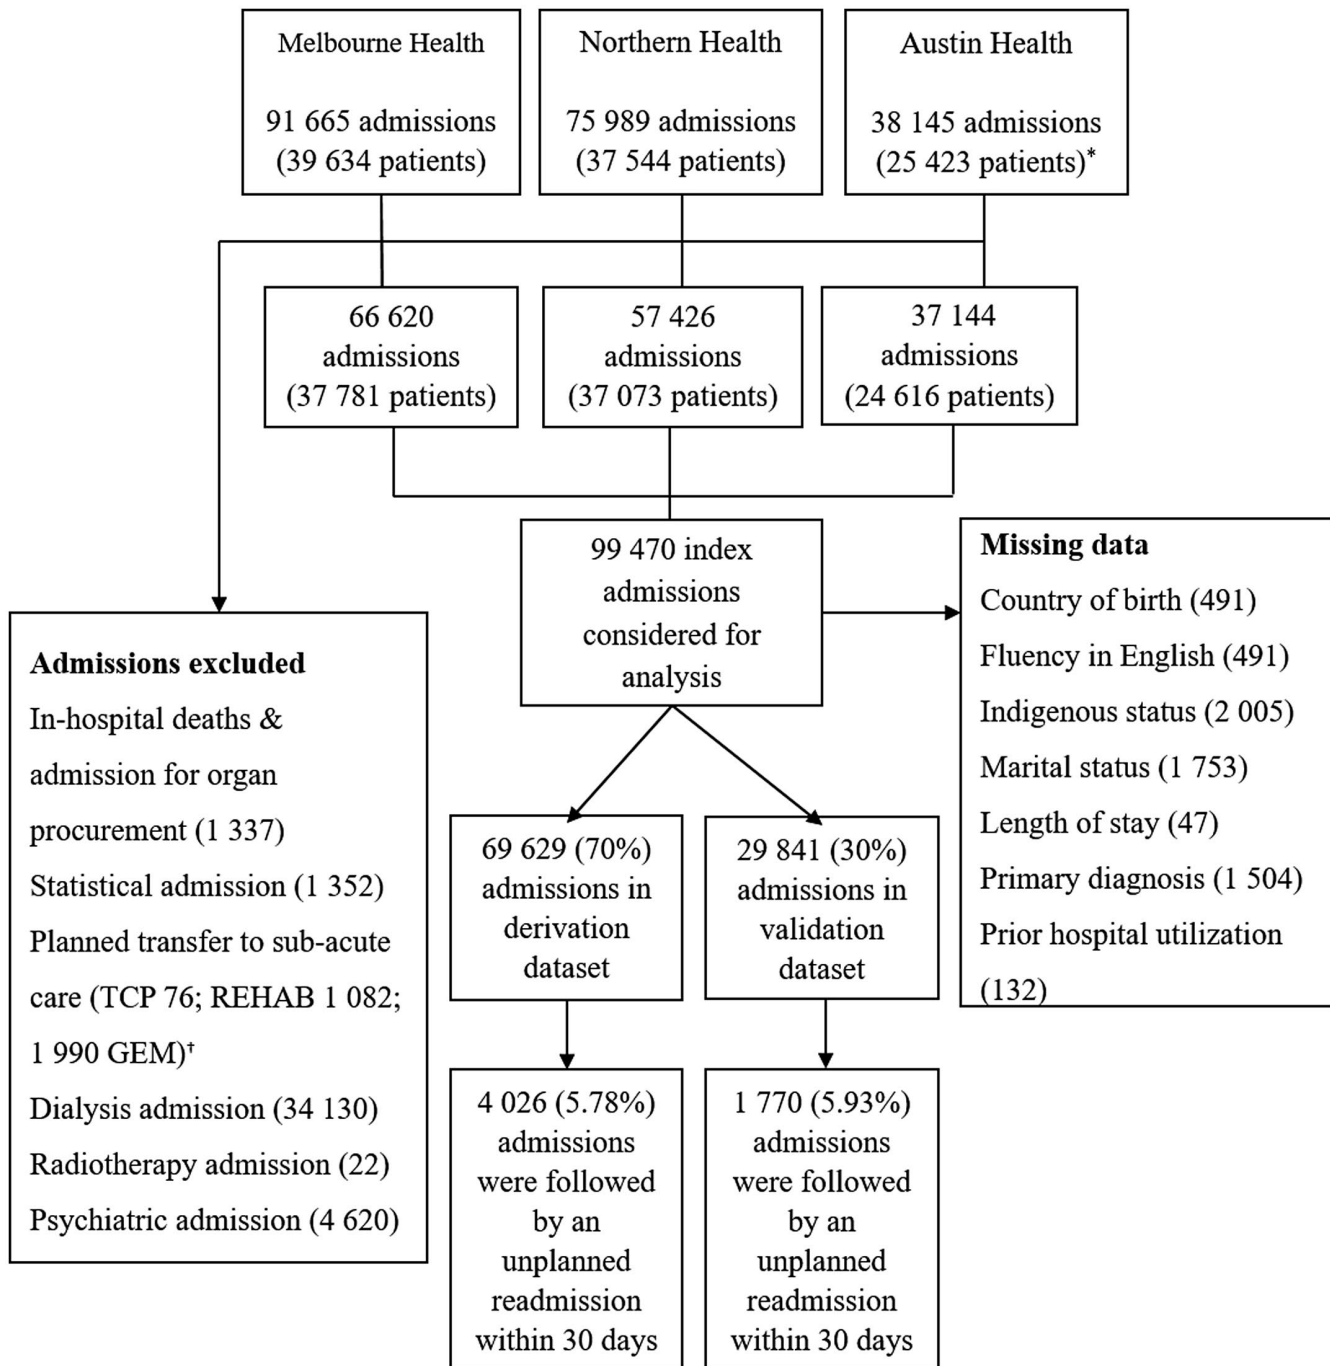 Melbourne Health
91 665 admissions
(39 634 patients)
Northern Health
75 989 admissions
(37 544 patients)
Austin Health
38 145 admissions
(25 423 patients)*
66 620
admissions
(37 781 patients)
57 426
admissions
(37 073 patients)
37 144
admissions
(24 616 patients)
99 470 index
admissions
considered for
analysis
Missing data
Country of birth (491)
Fluency in English (491)
Indigenous status (2 005)
Marital status (1 753)
Length of stay (47)
Primary diagnosis (1 504)
Prior hospital utilization
(132)
Admissions excluded
In-hospital deaths &
admission for organ
procurement (1 337)
Statistical admission (1 352)
Planned transfer to sub-acute
care (TCP 76; REHAB 1 082;
1 990 GEM)†
Dialysis admission (34 130)
Radiotherapy admission (22)
Psychiatric admission (4 620)
69 629 (70%)
admissions in
derivation
dataset
29 841 (30%)
admissions in
validation
dataset
4 026 (5.78%)
admissions
were followed
by an
unplanned
readmission
within 30 days
1 770 (5.93%)
admissions
were followed
by an
unplanned
readmission
within 30 days